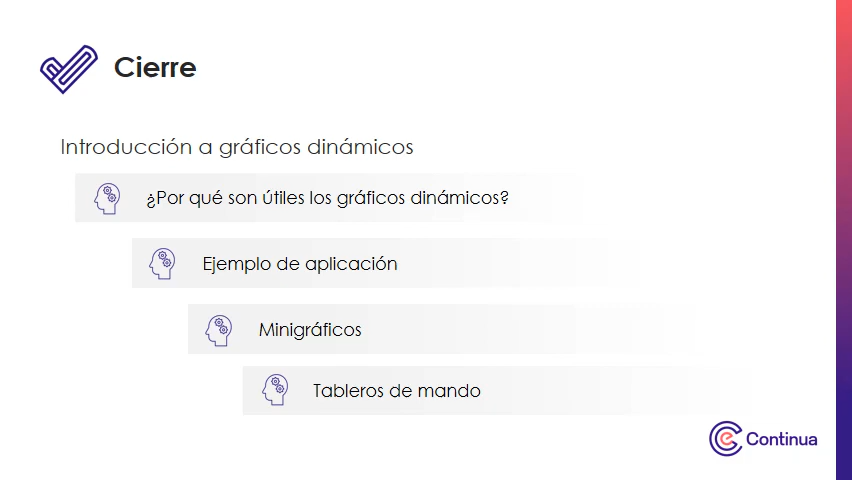 Cierre
Introducción a gráficos dinámicos
¿Por qué son útiles los gráficos dinámicos?
Ejemplo de aplicación
Minigráficos
Tableros de mando
Continua